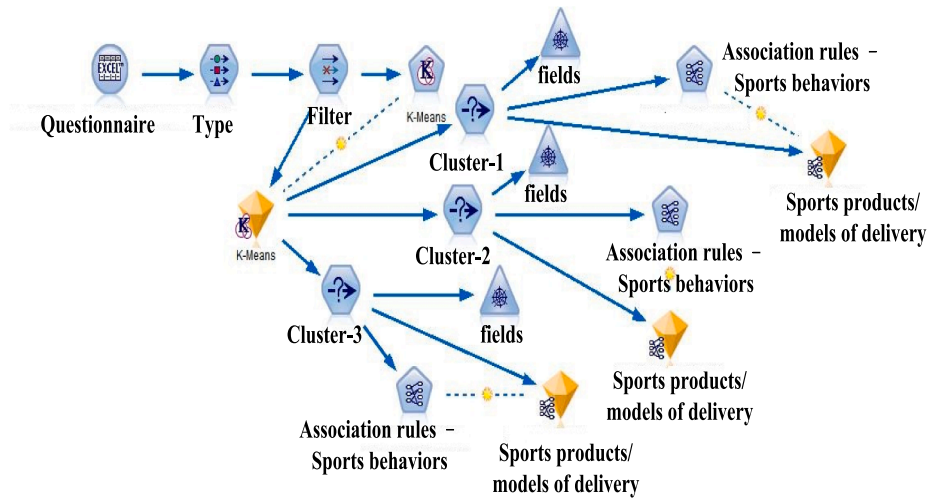 EXCEL
Questionnaire
Type
Filter
K
K-Means
fields
Association rules –
Sports behaviors
Cluster-1
fields
Sports products/
models of delivery
K
K-Means
Cluster-2
Association rules –
Sports behaviors
Cluster-3
fields
Sports products/
models of delivery
Association rules –
Sports behaviors
Sports products/
models of delivery